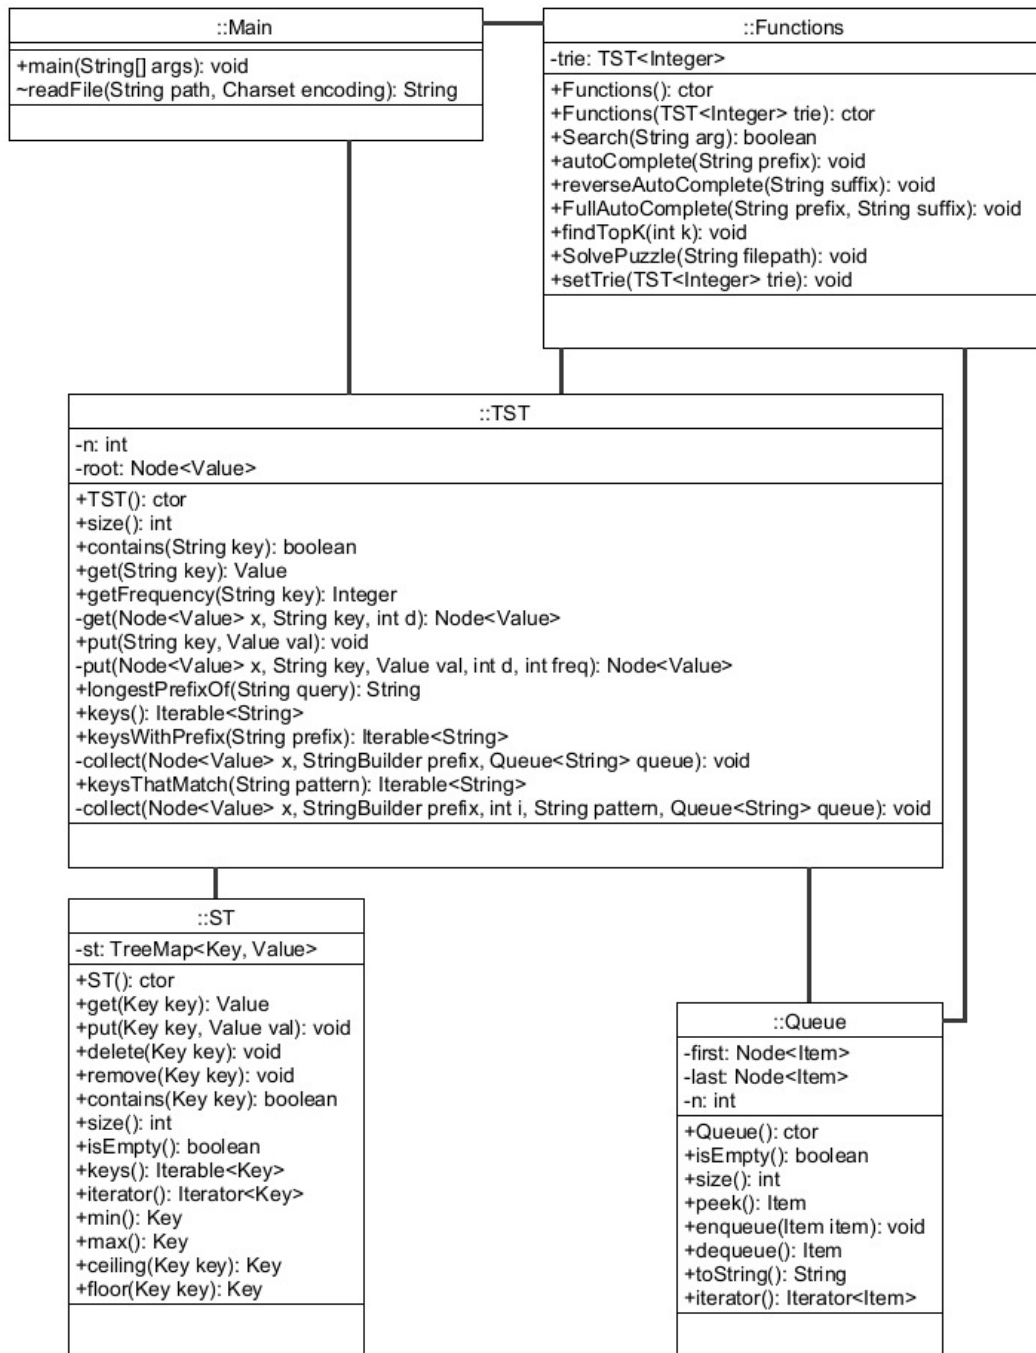 ::Main
+main(String[] args): void
~readFile(String path, Charset encoding): String
::Functions
-trie: TST<Integer>
+Functions(): ctor
+Functions(TST<Integer> trie): ctor
+Search(String arg): boolean
+autoComplete(String prefix): void
+reverseAutoComplete(String suffix): void
+FullAutoComplete(String prefix, String suffix): void
+findTopK(int k): void
+SolvePuzzle(String filepath): void
+setTrie(TST<Integer> trie): void
::TST
-n: int
-root: Node<Value>
+TST(): ctor
+size(): int
+contains(String key): boolean
+get(String key): Value
+getFrequency(String key): Integer
-get(Node<Value> x, String key, int d): Node<Value>
+put(String key, Value val): void
-put(Node<Value> x, String key, Value val, int d, int freq): Node<Value>
+longestPrefixOf(String query): String
+keys(): Iterable<String>
+keysWithPrefix(String prefix): Iterable<String>
-collect(Node<Value> x, StringBuilder prefix, Queue<String> queue): void
+keysThatMatch(String pattern): Iterable<String>
-collect(Node<Value> x, StringBuilder prefix, int i, String pattern, Queue<String> queue): void
::ST
-st: TreeMap<Key, Value>
+ST(): ctor
+get(Key key): Value
+put(Key key, Value val): void
+delete(Key key): void
+remove(Key key): void
+contains(Key key): boolean
+size(): int
+isEmpty(): boolean
+keys(): Iterable<Key>
+iterator(): Iterator<Key>
+min(): Key
+max(): Key
+ceiling(Key key): Key
+floor(Key key): Key
::Queue
-first: Node<Item>
-last: Node<Item>
-n: int
+Queue(): ctor
+isEmpty(): boolean
+size(): int
+peek(): Item
+enqueue(Item item): void
+dequeue(): Item
+toString(): String
+iterator(): Iterator<Item>